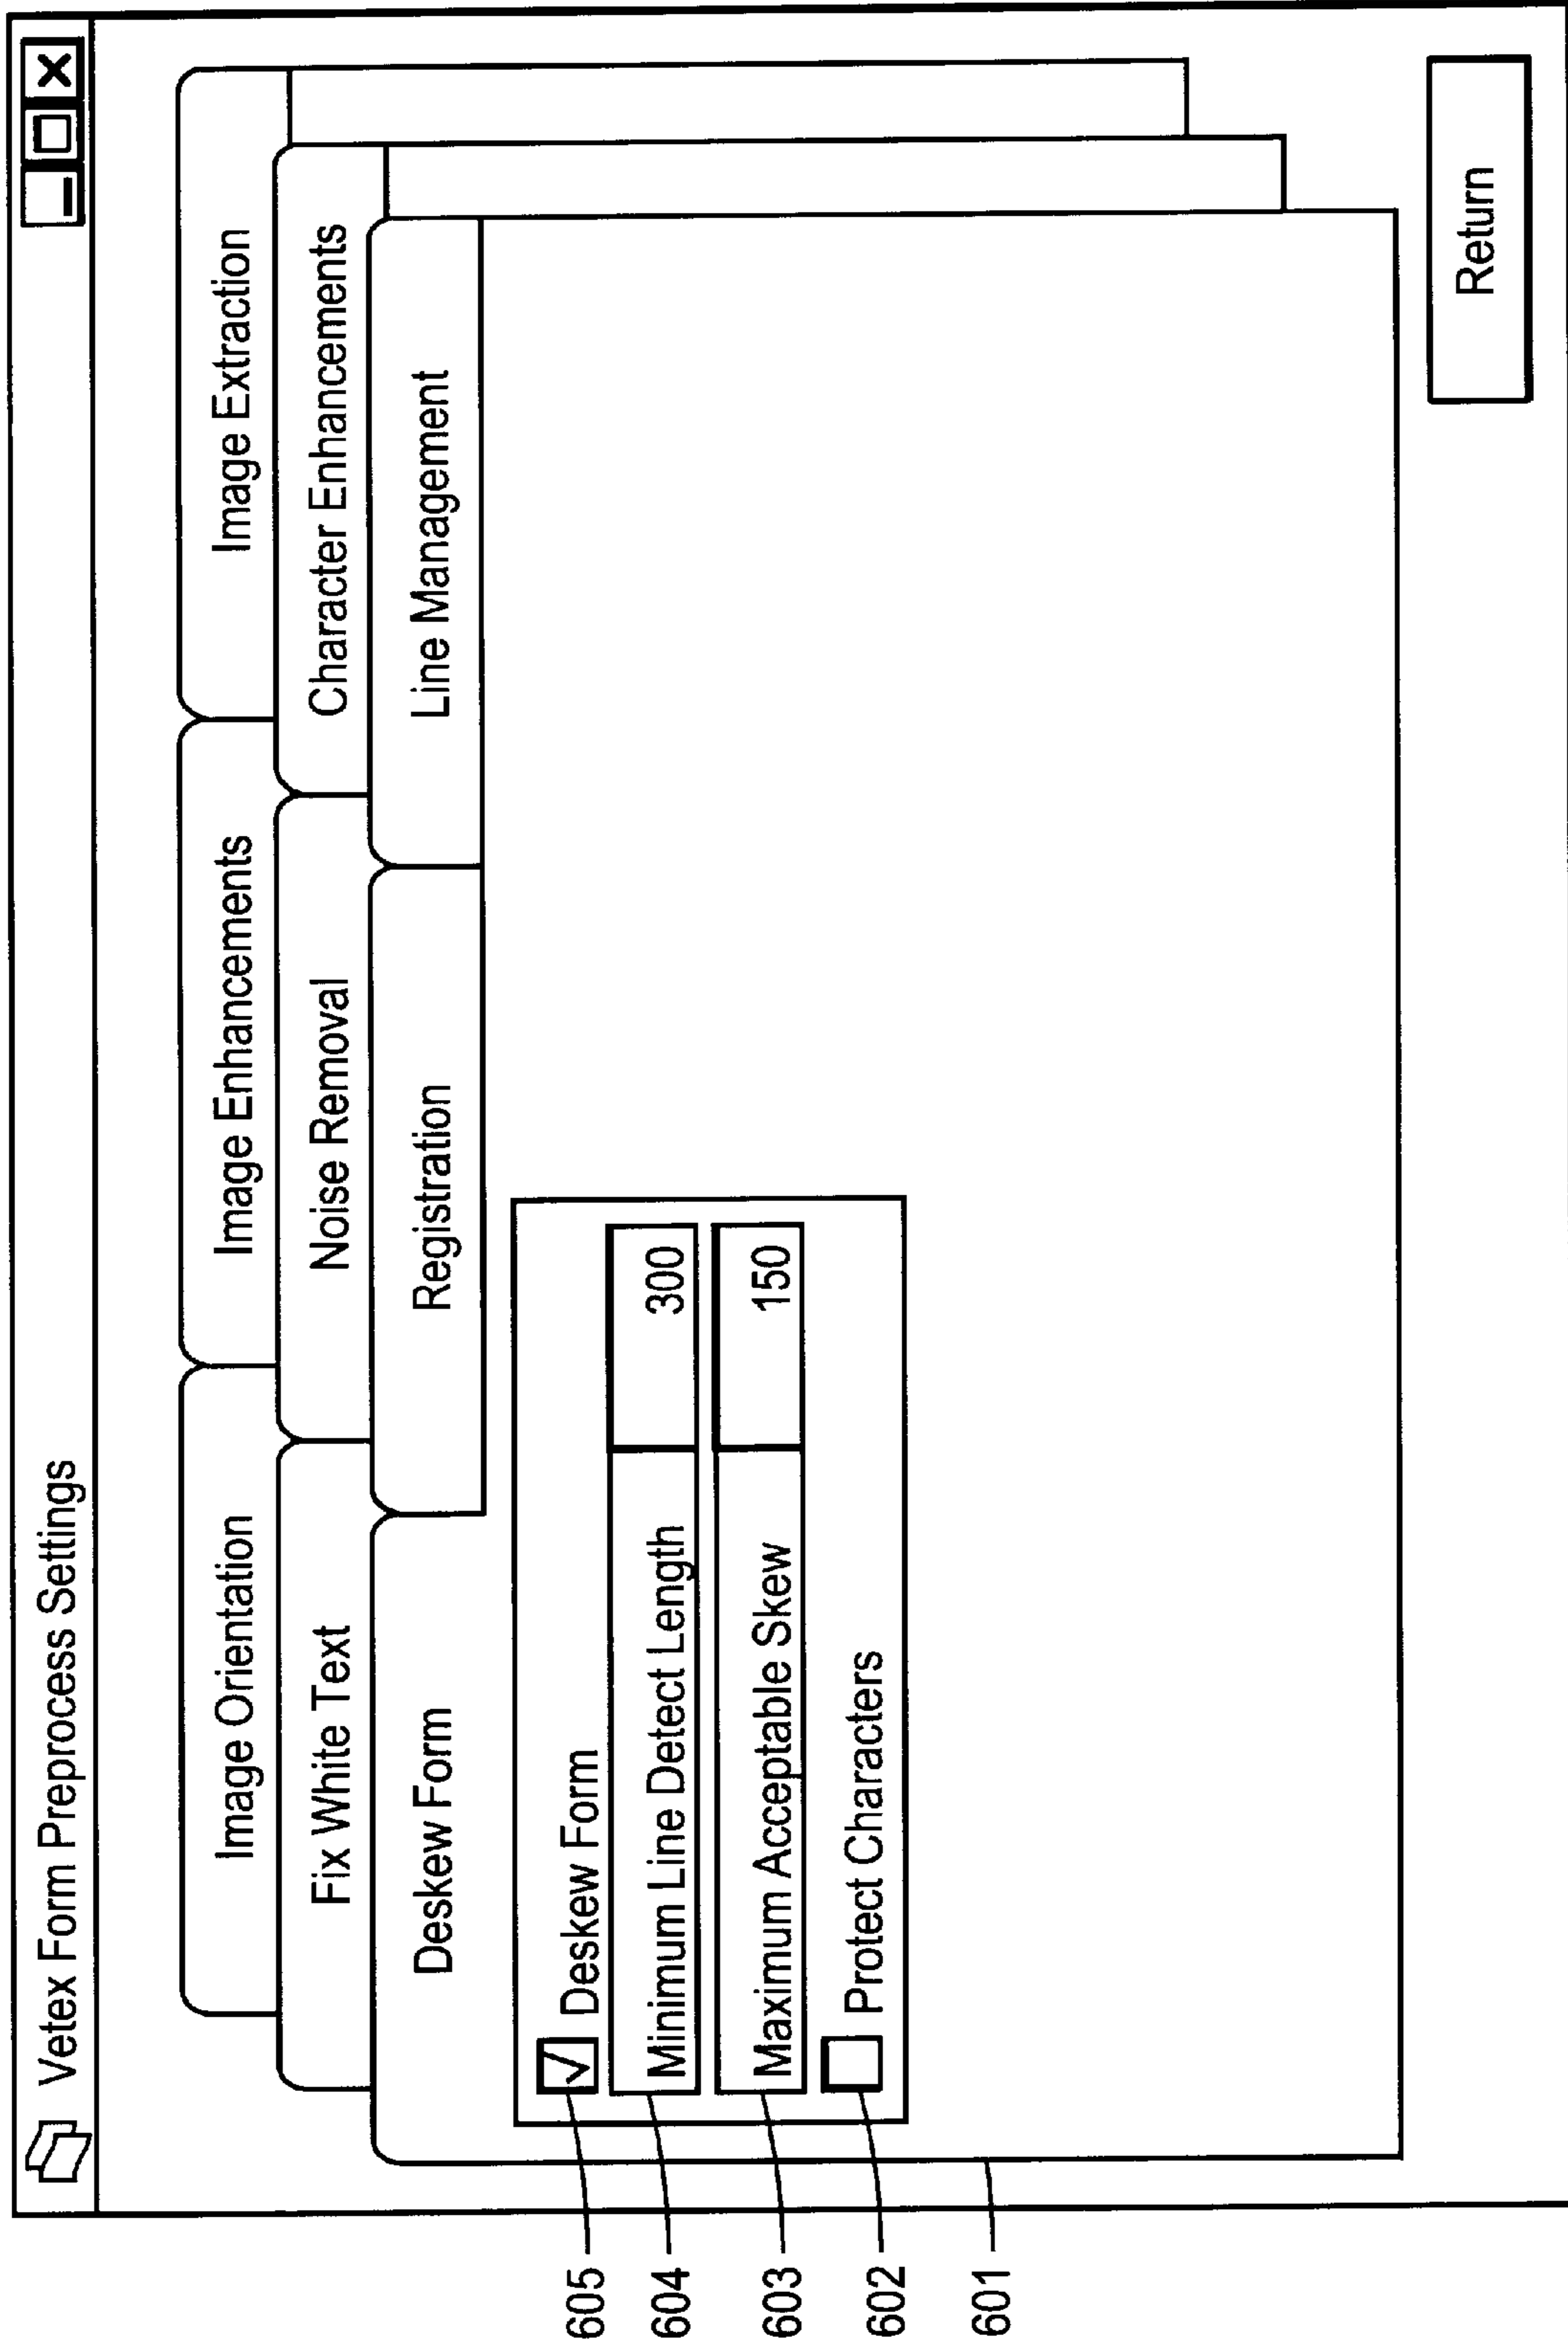 Vetex Form Preprocess Settings
Image Orientation Image Enhancements Image Extraction
Fix White Text Noise Removal Character Enhancements
Deskew Form Registration Line Management
605 Deskew Form
604 Minimum Line Detect Length 300
603 Maximum Acceptable Skew 150
602 Protect Characters
601
Return